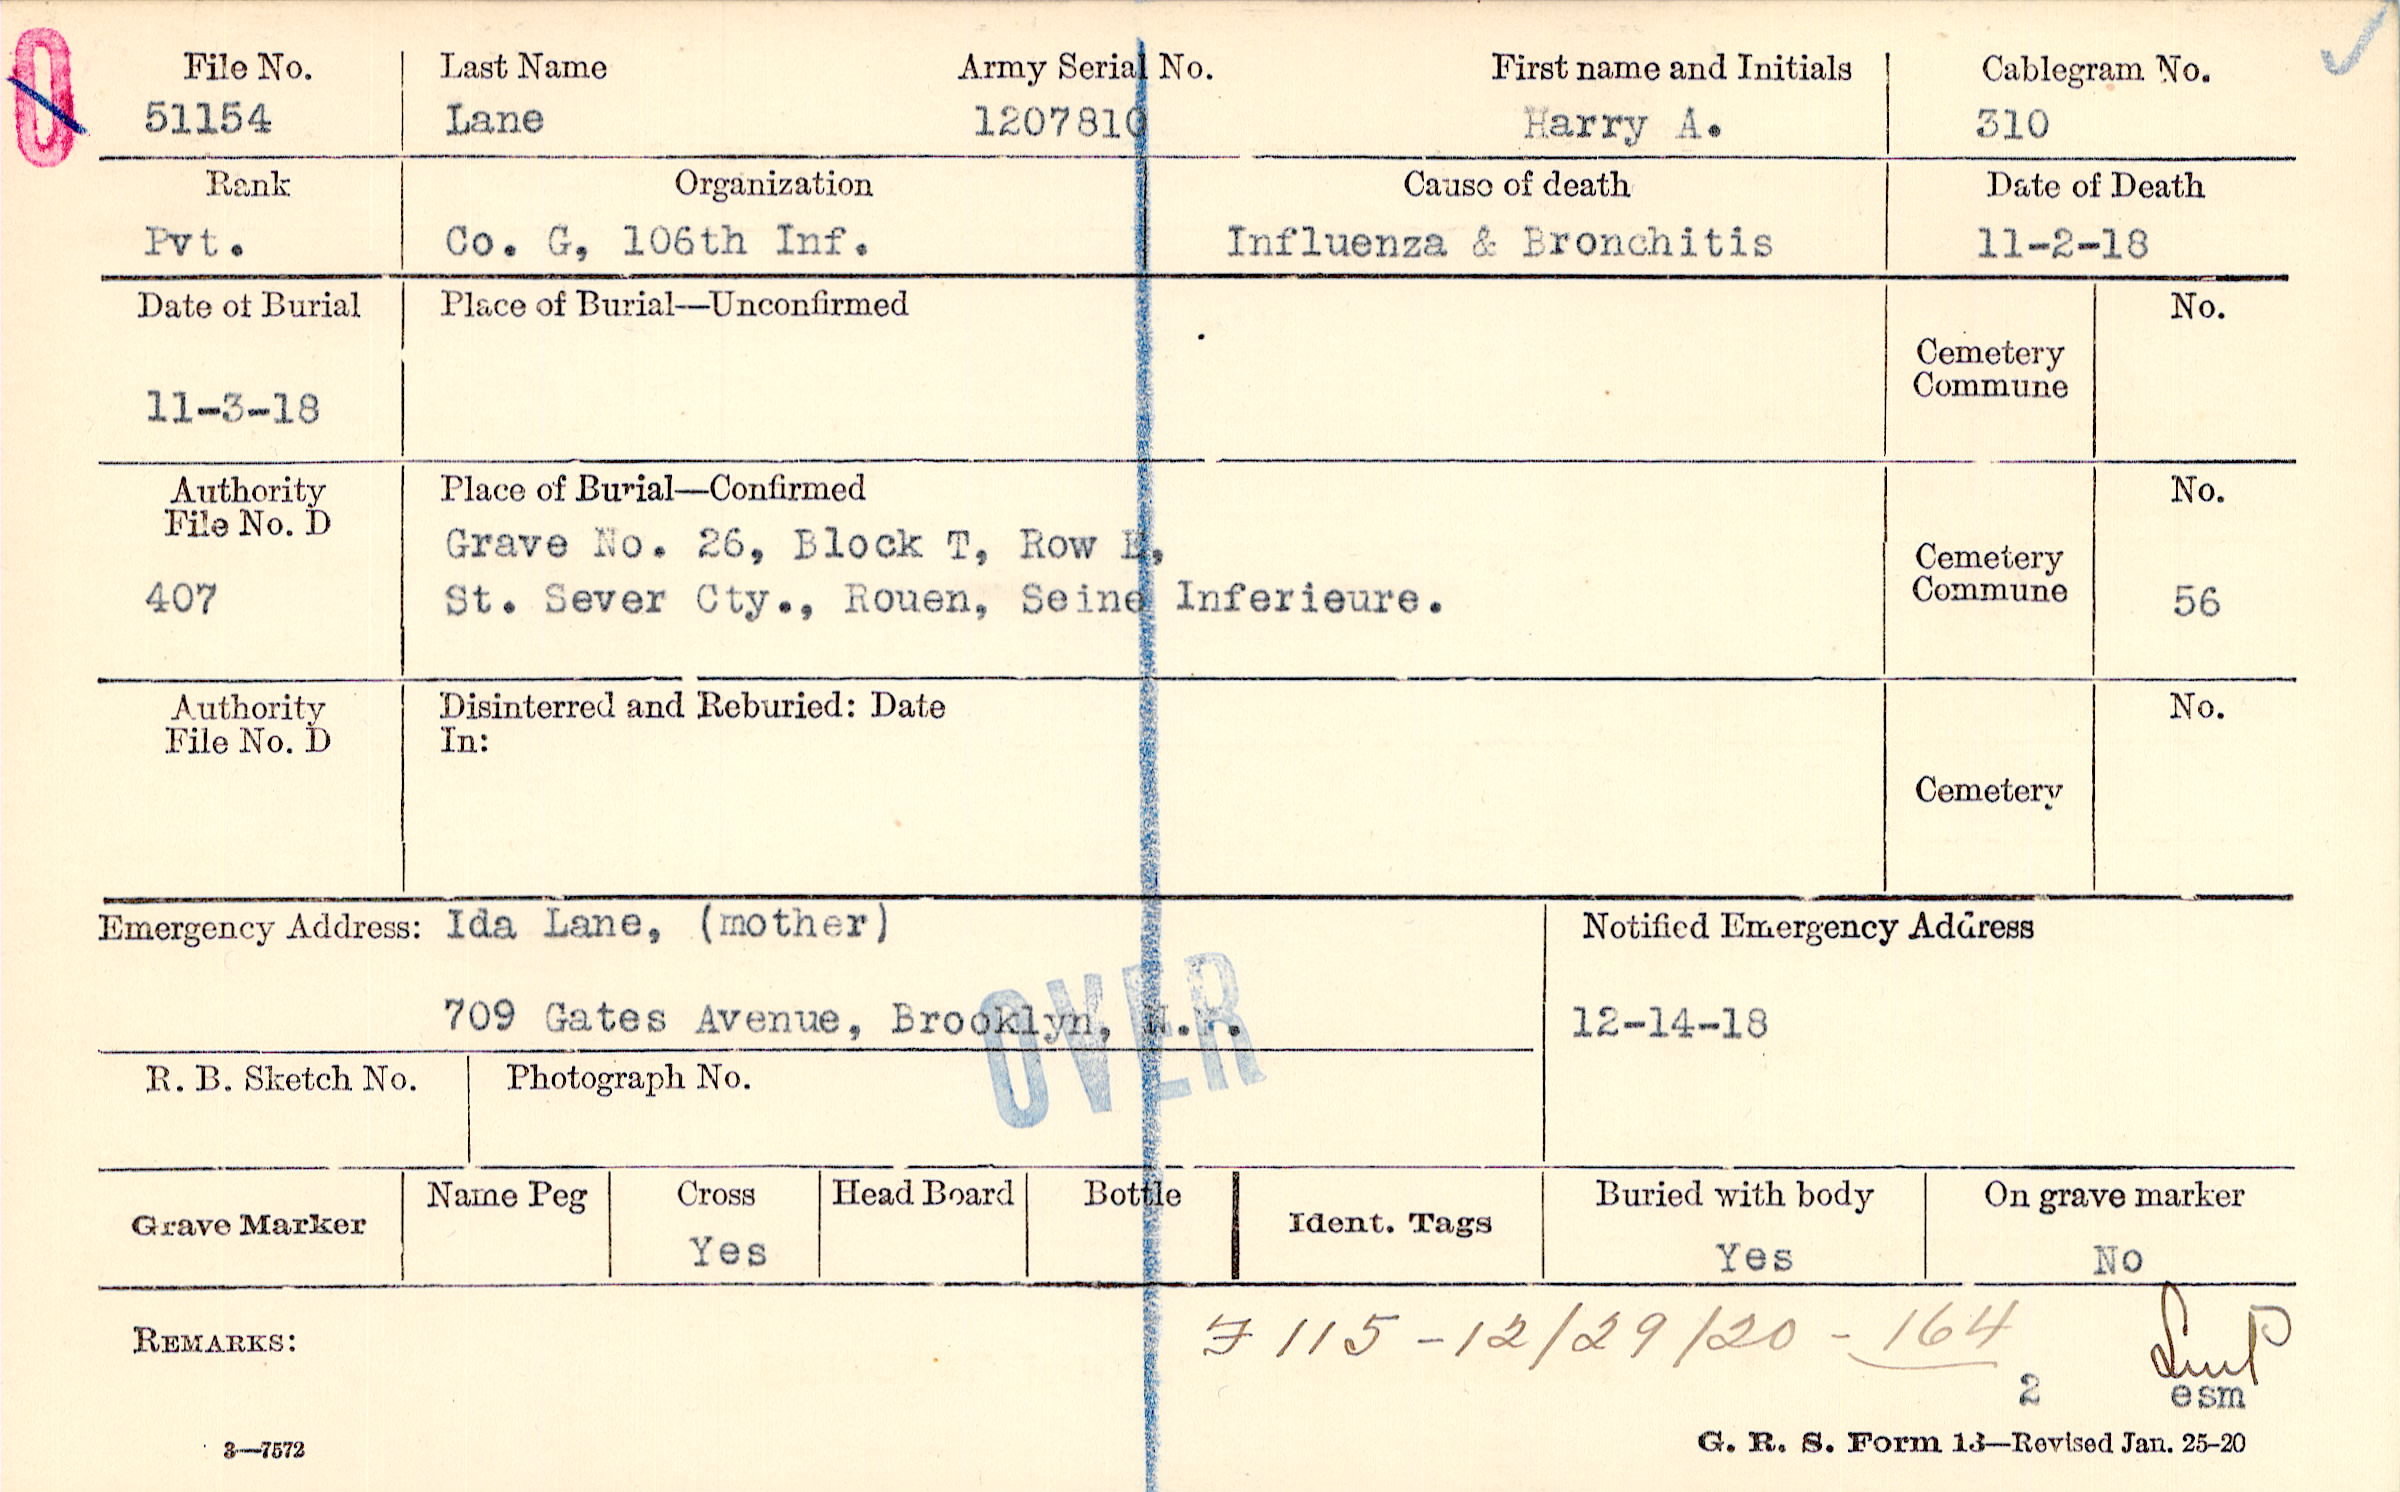 File No. Last Name Army Serial No. First name and Initials Cablegram No.
51154 Lane 1207810 Harry A. 310
Rank Organization Cause of death Date of Death
Pvt. Co. G, 106th Inf. Influenza & Bronchitis 11-2-18
Date of Burial Place of Burial—Unconfirmed No.
Cemetery
Commune
11-3-18
Authority Place of Burial—Confirmed No.
File No. D
Grave No. 26, Block T, Row E,
Cemetery
Commune
407 St. Sever Cty., Rouen, Seine Inferieure. 56
Authority Disinterred and Reburied: Date No.
File No. D In:
Cemetery
Emergency Address: Ida Lane, (mother) Notified Emergency Address
709 Gates Avenue, Brooklyn, N.Y. 12-14-18
OVER
R. B. Sketch No. Photograph No.
Grave Marker Name Peg Cross Head Board Bottle Ident. Tags Buried with body On grave marker
Yes Yes No
REMARKS: F 115-12/29/20-164
2 esm
3—7572 G. R. S. Form 13—Revised Jan. 25-20